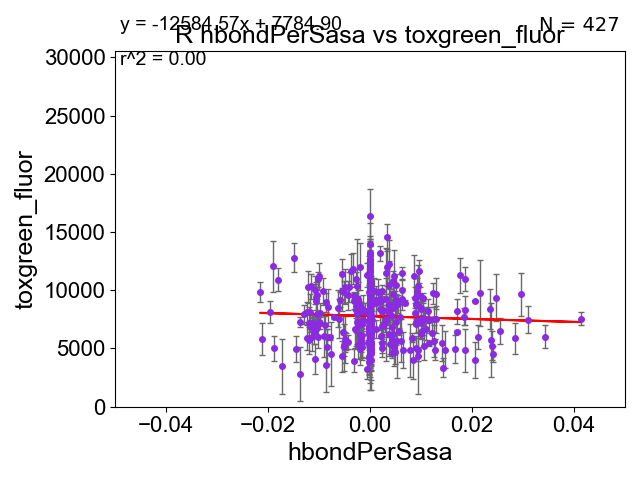 y = -12584.57x + 7784.90
N = 427
R hbondPerSasa vs toxgreen_fluor
r^2 = 0.00
30000
25000
20000
15000
10000
5000
0
toxgreen_fluor
−0.04 −0.02 0.00 0.02 0.04
hbondPerSasa